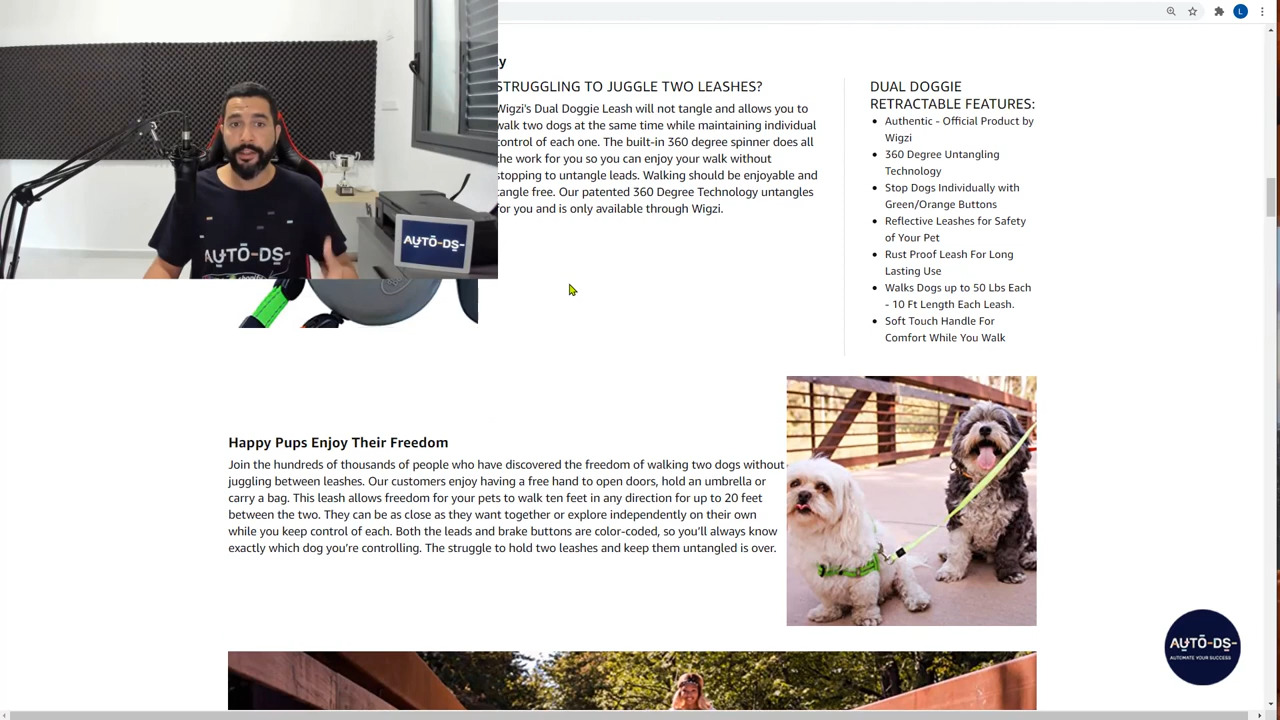 L
y
STRUGGLING TO JUGGLE TWO LEASHES?
Wigzi's Dual Doggie Leash will not tangle and allows you to
walk two dogs at the same time while maintaining individual
control of each one. The built-in 360 degree spinner does all
the work for you so you can enjoy your walk without
stopping to untangle leads. Walking should be enjoyable and
tangle free. Our patented 360 Degree Technology untangles
for you and is only available through Wigzi.
DUAL DOGGIE
RETRACTABLE FEATURES:
Authentic - Official Product by
Wigzi
360 Degree Untangling
Technology
Stop Dogs Individually with
Green/Orange Buttons
Reflective Leashes for Safety
of Your Pet
Rust Proof Leash For Long
Lasting Use
Walks Dogs up to 50 Lbs Each
- 10 Ft Length Each Leash.
Soft Touch Handle For
Comfort While You Walk
AUTO-DS-
AUTO-DS-
Happy Pups Enjoy Their Freedom
Join the hundreds of thousands of people who have discovered the freedom of walking two dogs without
juggling between leashes. Our customers enjoy having a free hand to open doors, hold an umbrella or
carry a bag. This leash allows freedom for your pets to walk ten feet in any direction for up to 20 feet
between the two. They can be as close as they want together or explore independently on their own
while you keep control of each. Both the leads and brake buttons are color-coded, so you'll always know
exactly which dog you're controlling. The struggle to hold two leashes and keep them untangled is over.
AUTO-DS-
AUTOMATE YOUR SUCCESS